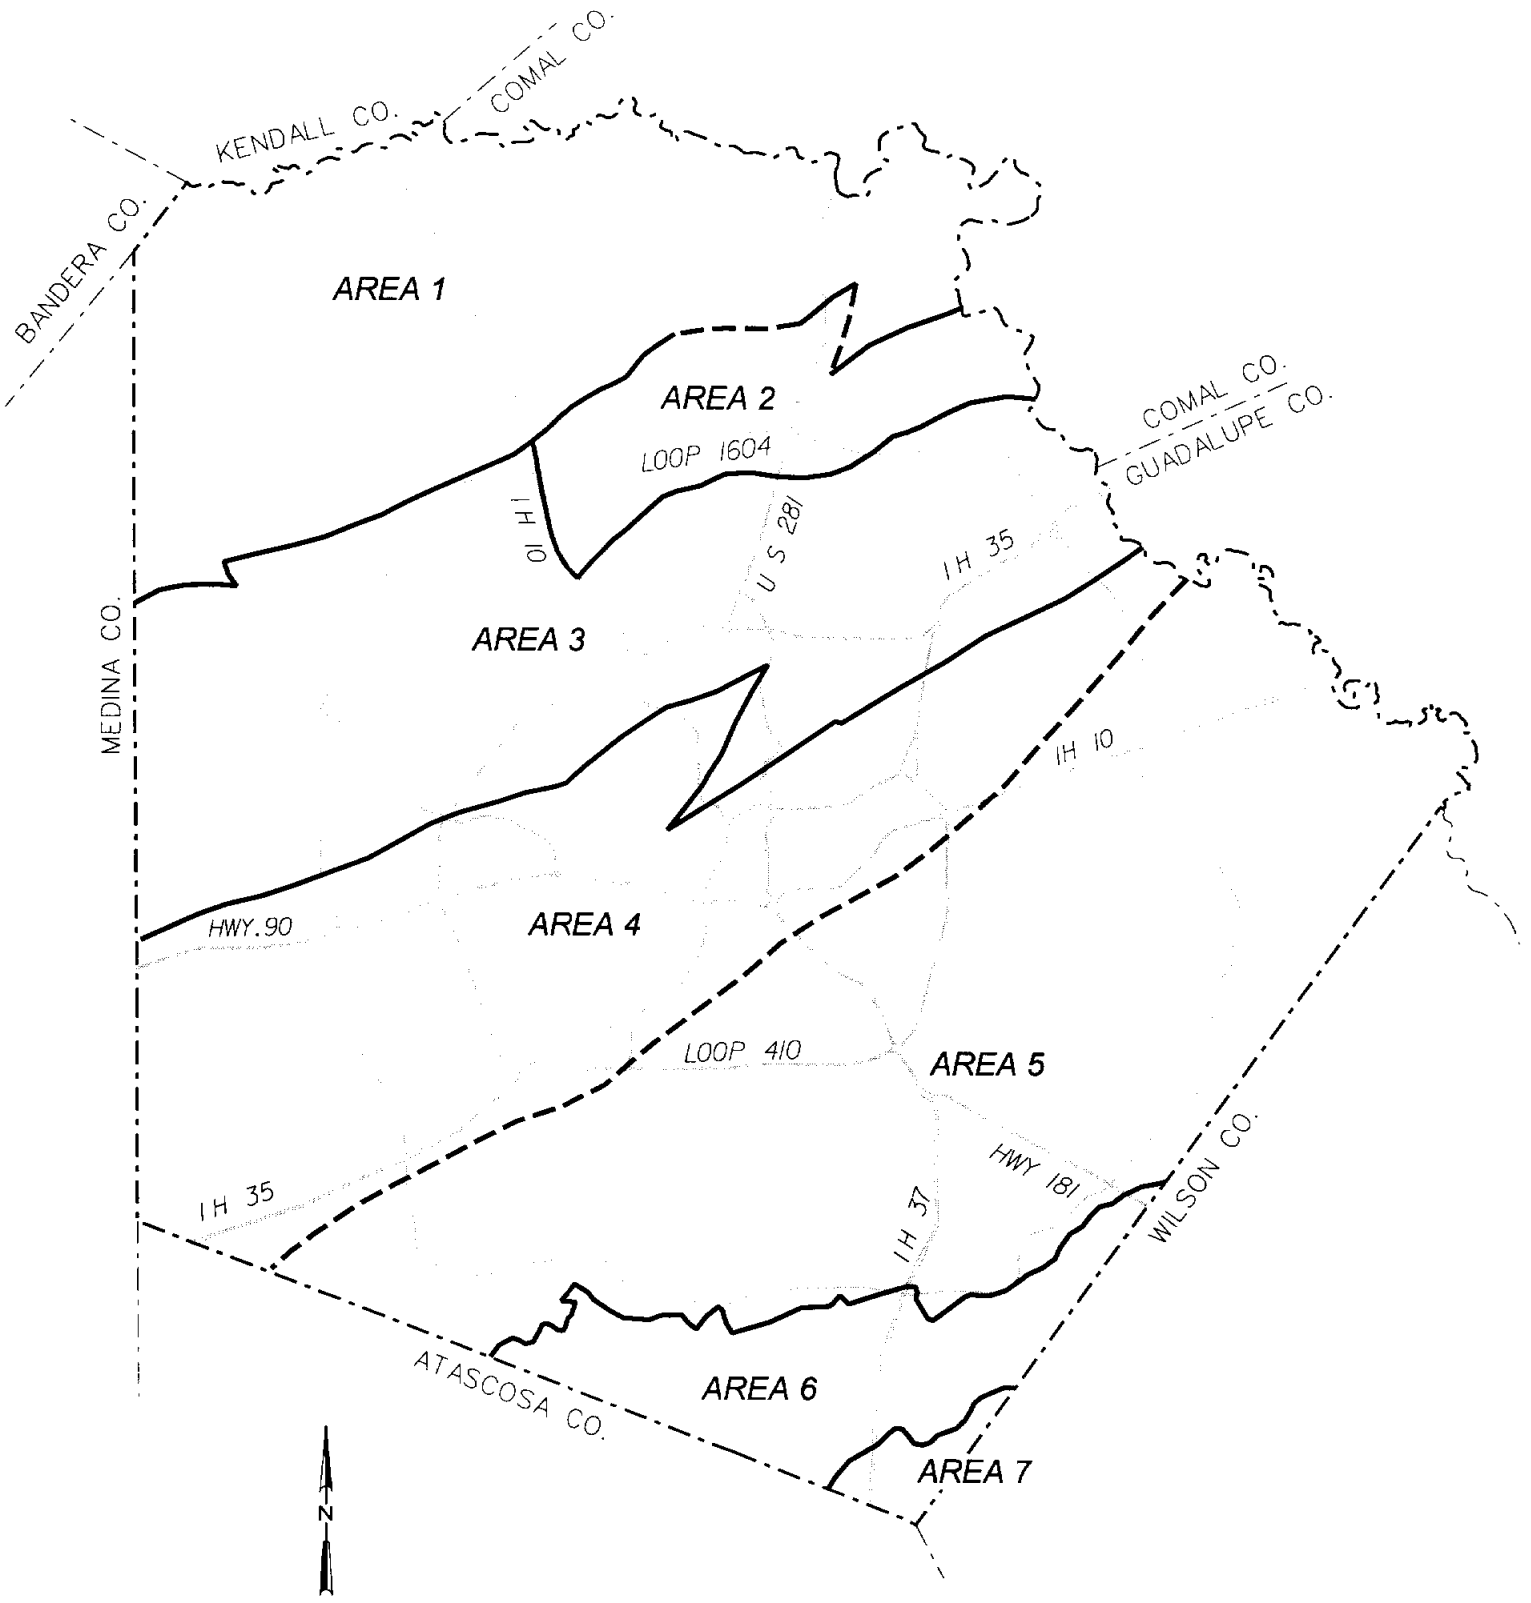 COMAL CO.
KENDALL CO.
BANDERA CO.
AREA 1
COMAL CO.
GUADALUPE CO.
AREA 2
LOOP 1604
IH 10
US 281
IH 35
MEDINA CO.
AREA 3
IH 10
HWY. 90
AREA 4
LOOP 410
AREA 5
HWY 181
WILSON CO.
IH 35
IH 37
ATASCOSA CO.
AREA 6
AREA 7
N